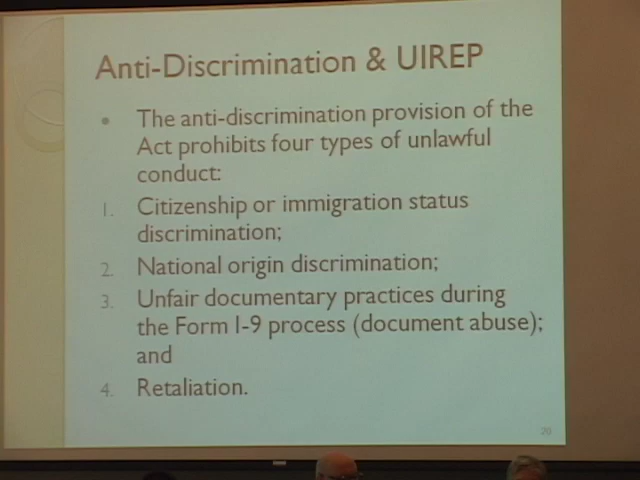 Anti-Discrimination & UIREP
• The anti-discrimination provision of the
Act prohibits four types of unlawful
conduct:
1. Citizenship or immigration status
discrimination;
2. National origin discrimination;
3. Unfair documentary practices during
the Form I-9 process (document abuse);
and
4. Retaliation.
20